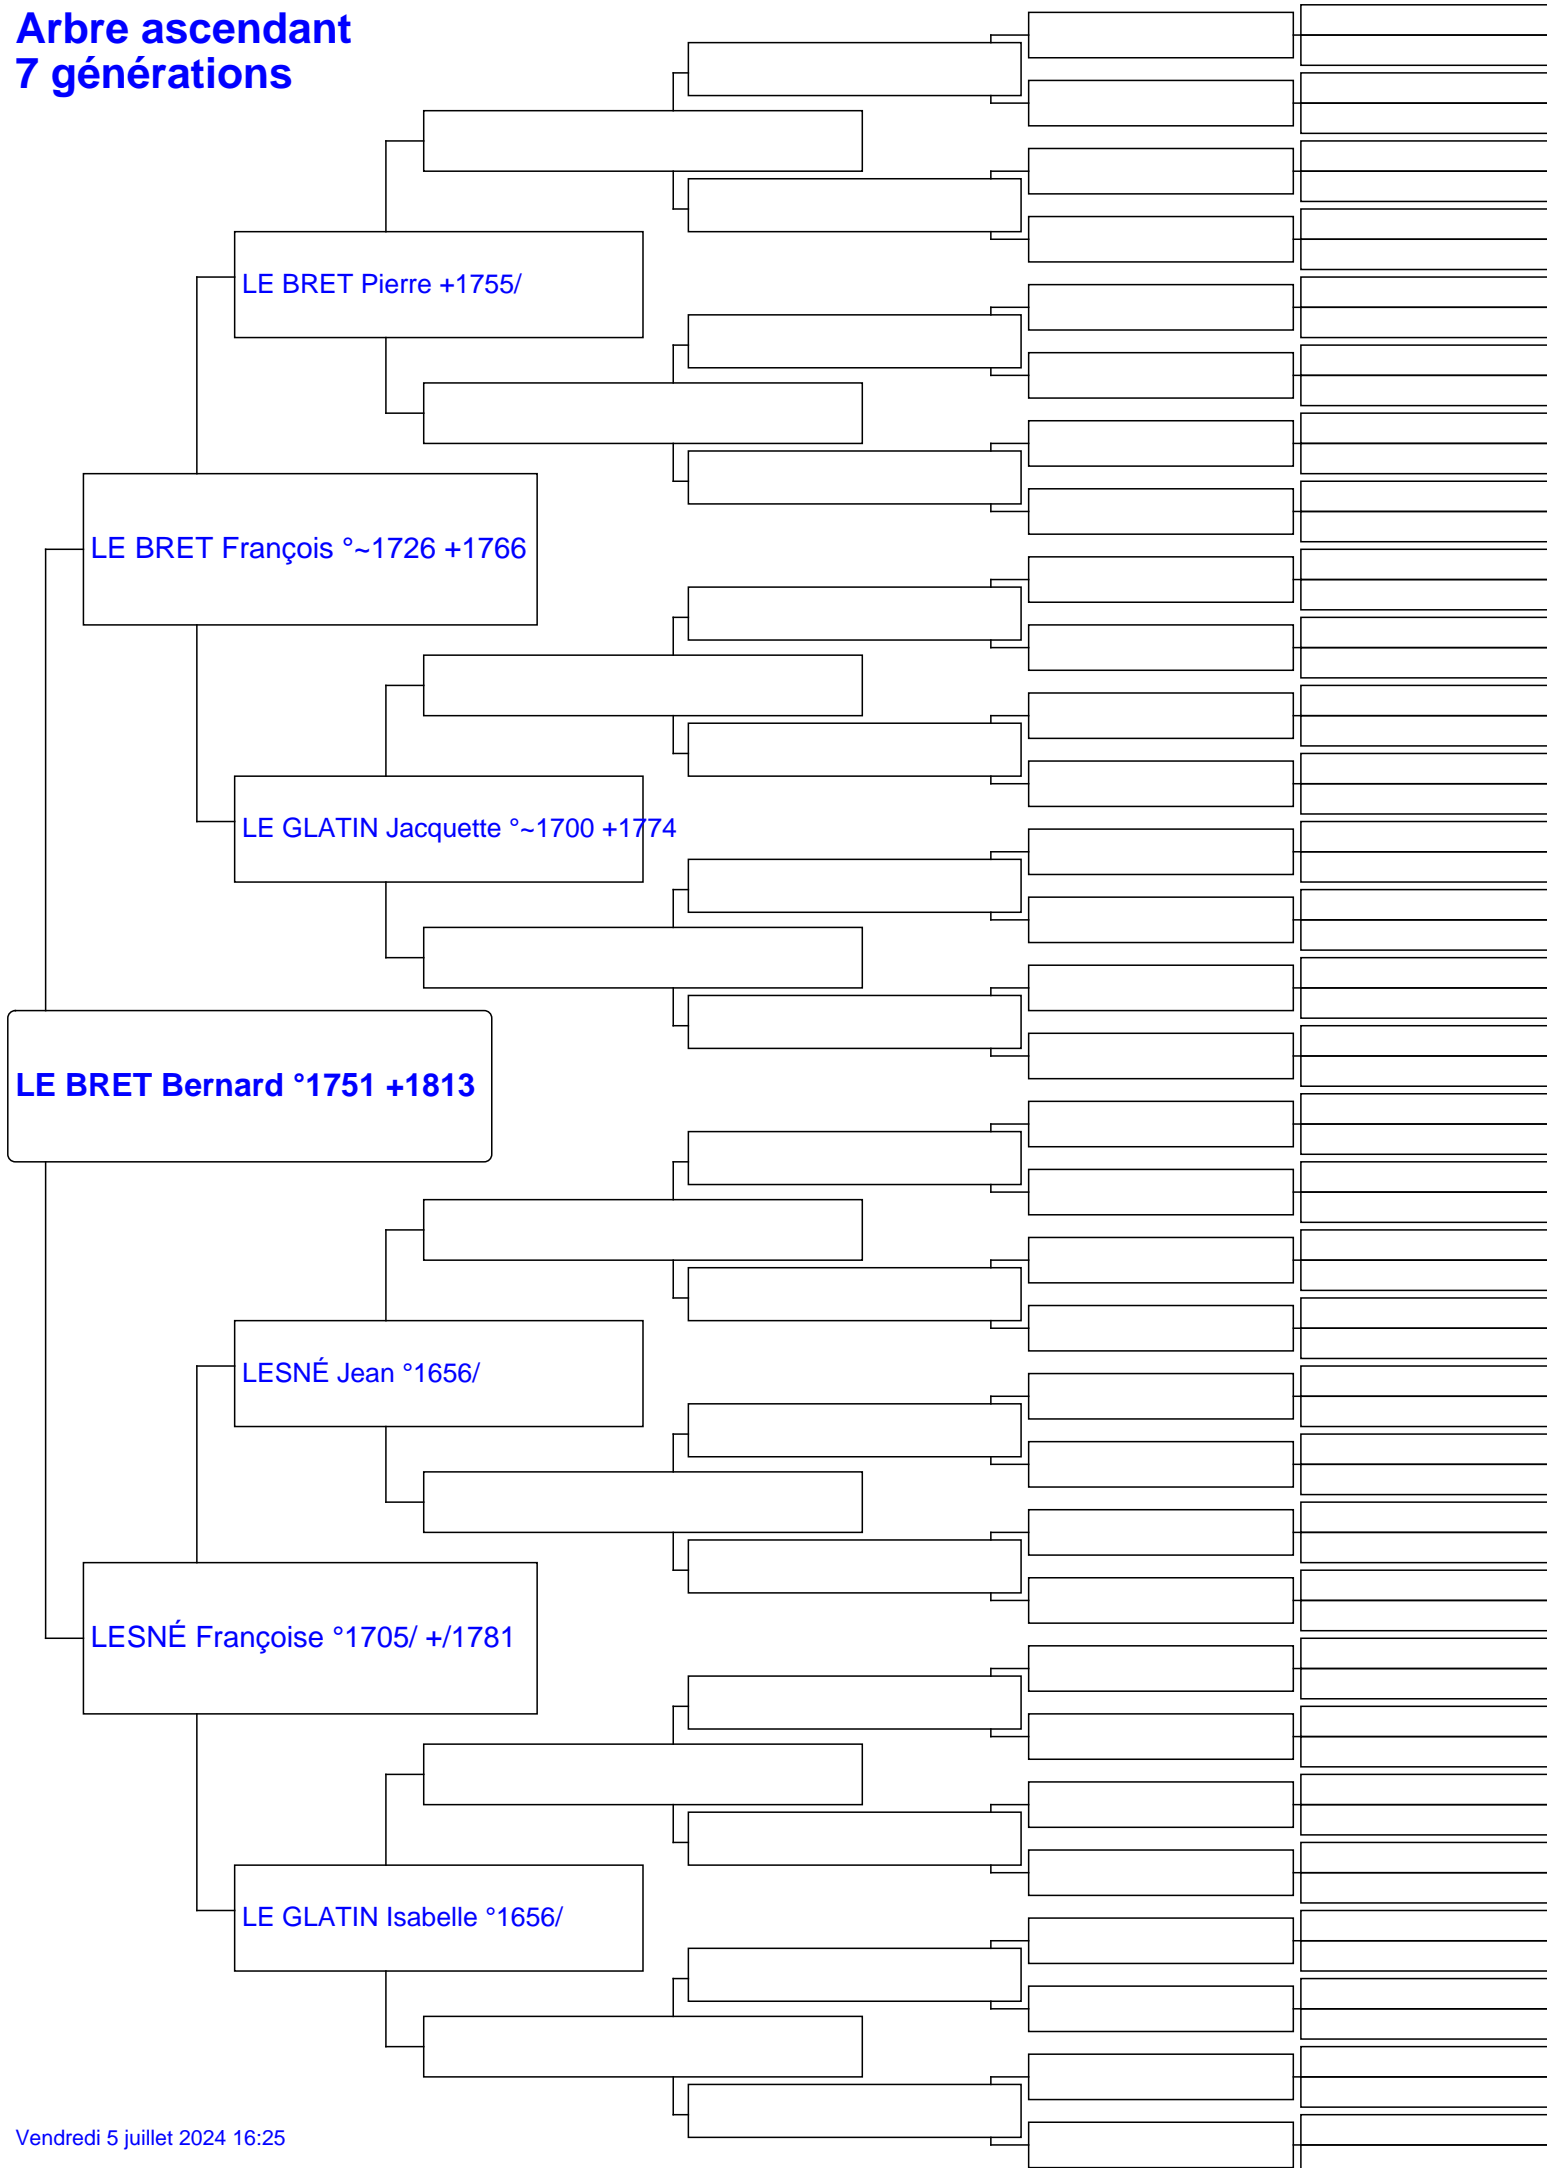 Arbre ascendant
7 générations
LE BRET Pierre +1755/
LE BRET François °~1726 +1766
LE GLATIN Jacquette °~1700 +1774
LE BRET Bernard °1751 +1813
LESNÉ Jean °1656/
LESNÉ Françoise °1705/ +/1781
LE GLATIN Isabelle °1656/
Vendredi 5 juillet 2024 16:25